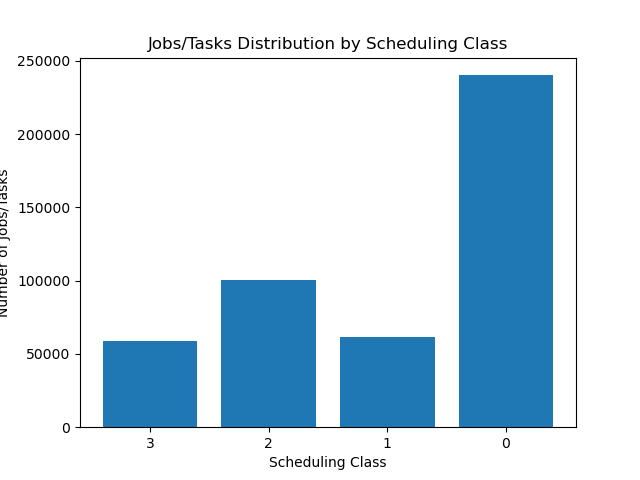 Jobs/Tasks Distribution by Scheduling Class
Number of Jobs/Tasks
250000
200000
150000
100000
50000
0
3 2 1 0
Scheduling Class